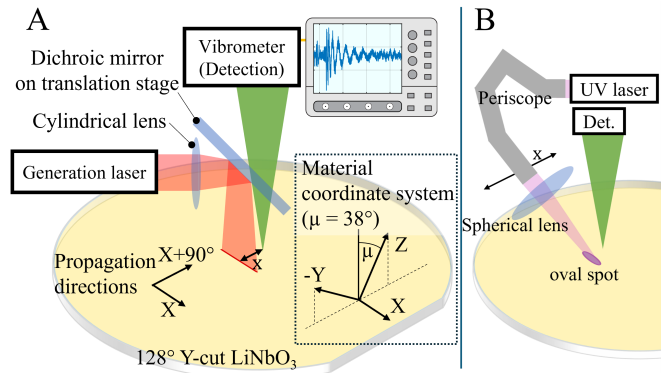 A
Dichroic mirror
on translation stage
Vibrometer
(Detection)
Cylindrical lens
Generation laser
x
Propagation
directions
X+90°
X
Material
coordinate system
(μ = 38°)
μ
Z
-Y
X
128° Y-cut LiNbO₃
B
Periscope
UV laser
Det.
x
Spherical lens
oval spot